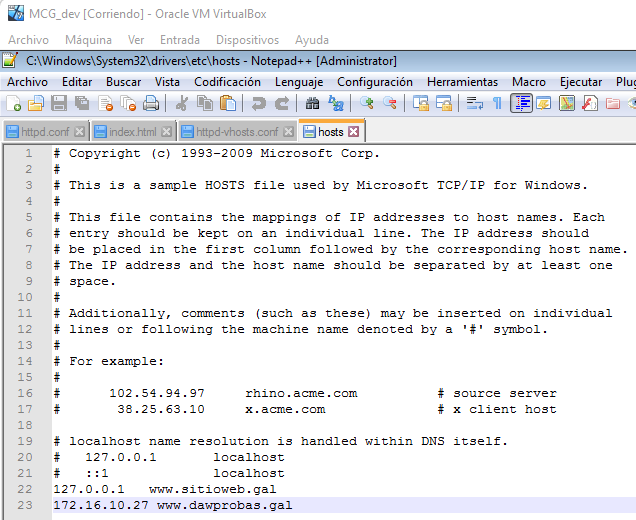 MCG_dev [Corriendo] - Oracle VM VirtualBox
Archivo Máquina Ver Entrada Dispositivos Ayuda
C:\Windows\System32\drivers\etc\hosts - Notepad++ [Administrator]
Archivo Editar Buscar Vista Codificación Lenguaje Configuración Herramientas Macro Ejecutar Plug
httpd.conf index.html httpd-vhosts.conf hosts
1 # Copyright (c) 1993-2009 Microsoft Corp.
2 #
3 # This is a sample HOSTS file used by Microsoft TCP/IP for Windows.
4 #
5 # This file contains the mappings of IP addresses to host names. Each
6 # entry should be kept on an individual line. The IP address should
7 # be placed in the first column followed by the corresponding host name.
8 # The IP address and the host name should be separated by at least one
9 # space.
10 #
11 # Additionally, comments (such as these) may be inserted on individual
12 # lines or following the machine name denoted by a '#' symbol.
13 #
14 # For example:
15 #
16 # 102.54.94.97 rhino.acme.com # source server
17 # 38.25.63.10 x.acme.com # x client host
18
19 # localhost name resolution is handled within DNS itself.
20 # 127.0.0.1 localhost
21 # ::1 localhost
22 127.0.0.1 www.sitioweb.gal
23 172.16.10.27 www.dawprobas.gal